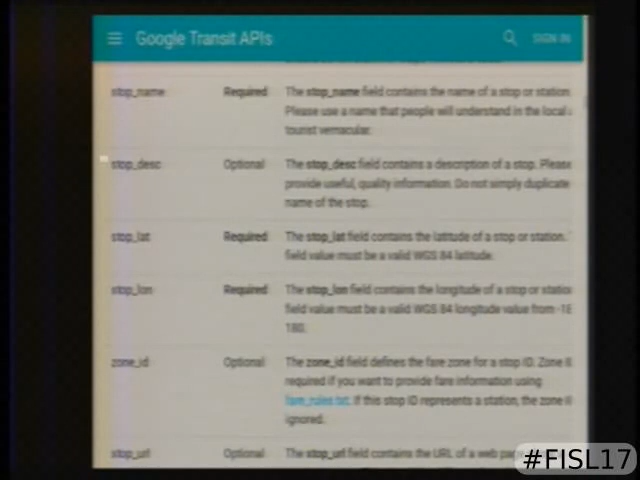 Google Transit APIs
SIGN IN
stop_name Required The stop_name field contains the name of a stop or station
Please use a name that people will understand in the local a
tourist vernacular.
stop_desc Optional The stop_desc field contains a description of a stop. Please
provide useful, quality information. Do not simply duplicate
name of the stop.
stop_lat Required The stop_lat field contains the latitude of a stop or station.
field value must be a valid WGS 84 latitude.
stop_lon Required The stop_lon field contains the longitude of a stop or statio
field value must be a valid WGS 84 longitude value from -18
180.
zone_id Optional The zone_id field defines the fare zone for a stop ID. Zone I
required if you want to provide fare information using
fare_rules.txt. If this stop ID represents a station, the zone I
ignored.
stop_url Optional The stop_url field contains the URL of a web
#FISL17